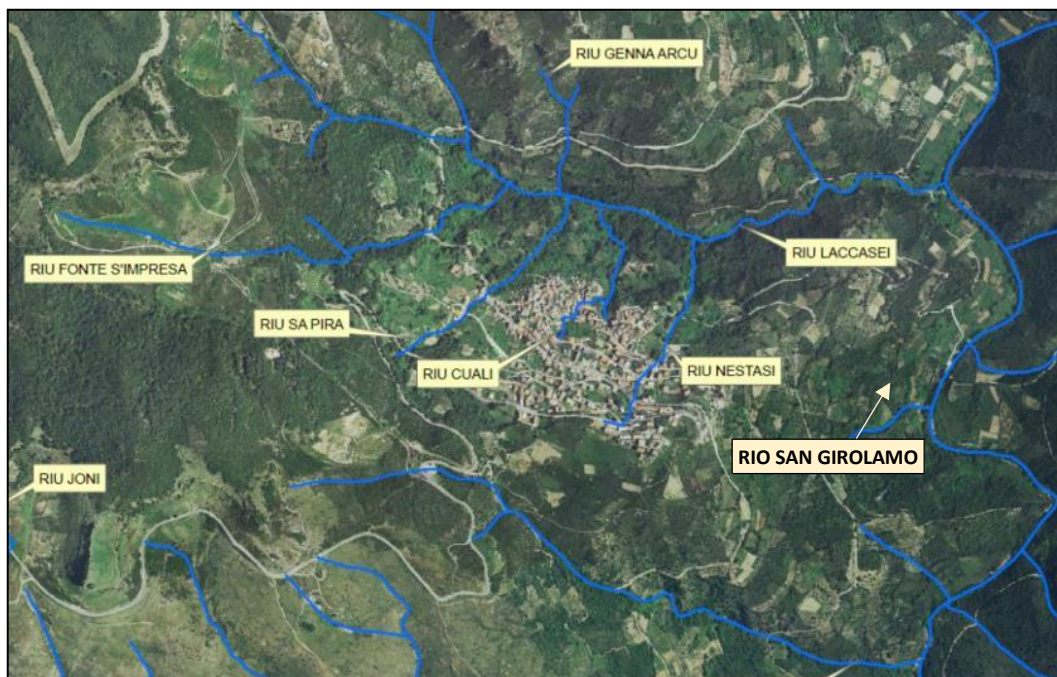 RIU GENNA ARCU
RIU FONTE S'IMPRESA
RIU LACCASEI
RIU SA PIRA
RIU CUALI
RIU NESTASI
RIO SAN GIROLAMO
RIU JONI